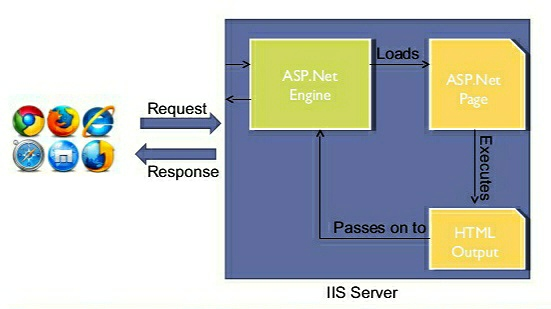 Request
Response
ASP.Net
Engine
Loads
ASP.Net
Page
Executes
Passes on to
HTML
Output
IIS Server